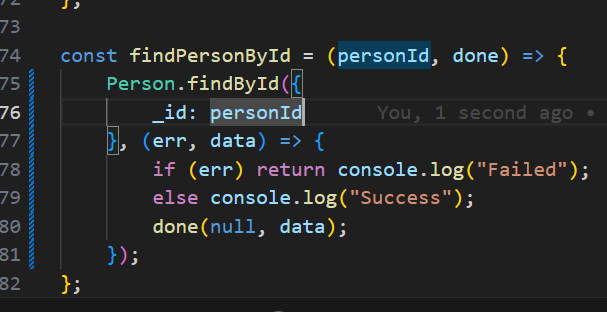 72 };
73
74 const findPersonById = (personId, done) => {
75 Person.findById({
76 _id: personId You, 1 second ago •
77 }, (err, data) => {
78 if (err) return console.log("Failed");
79 else console.log("Success");
80 done(null, data);
81 });
82 };